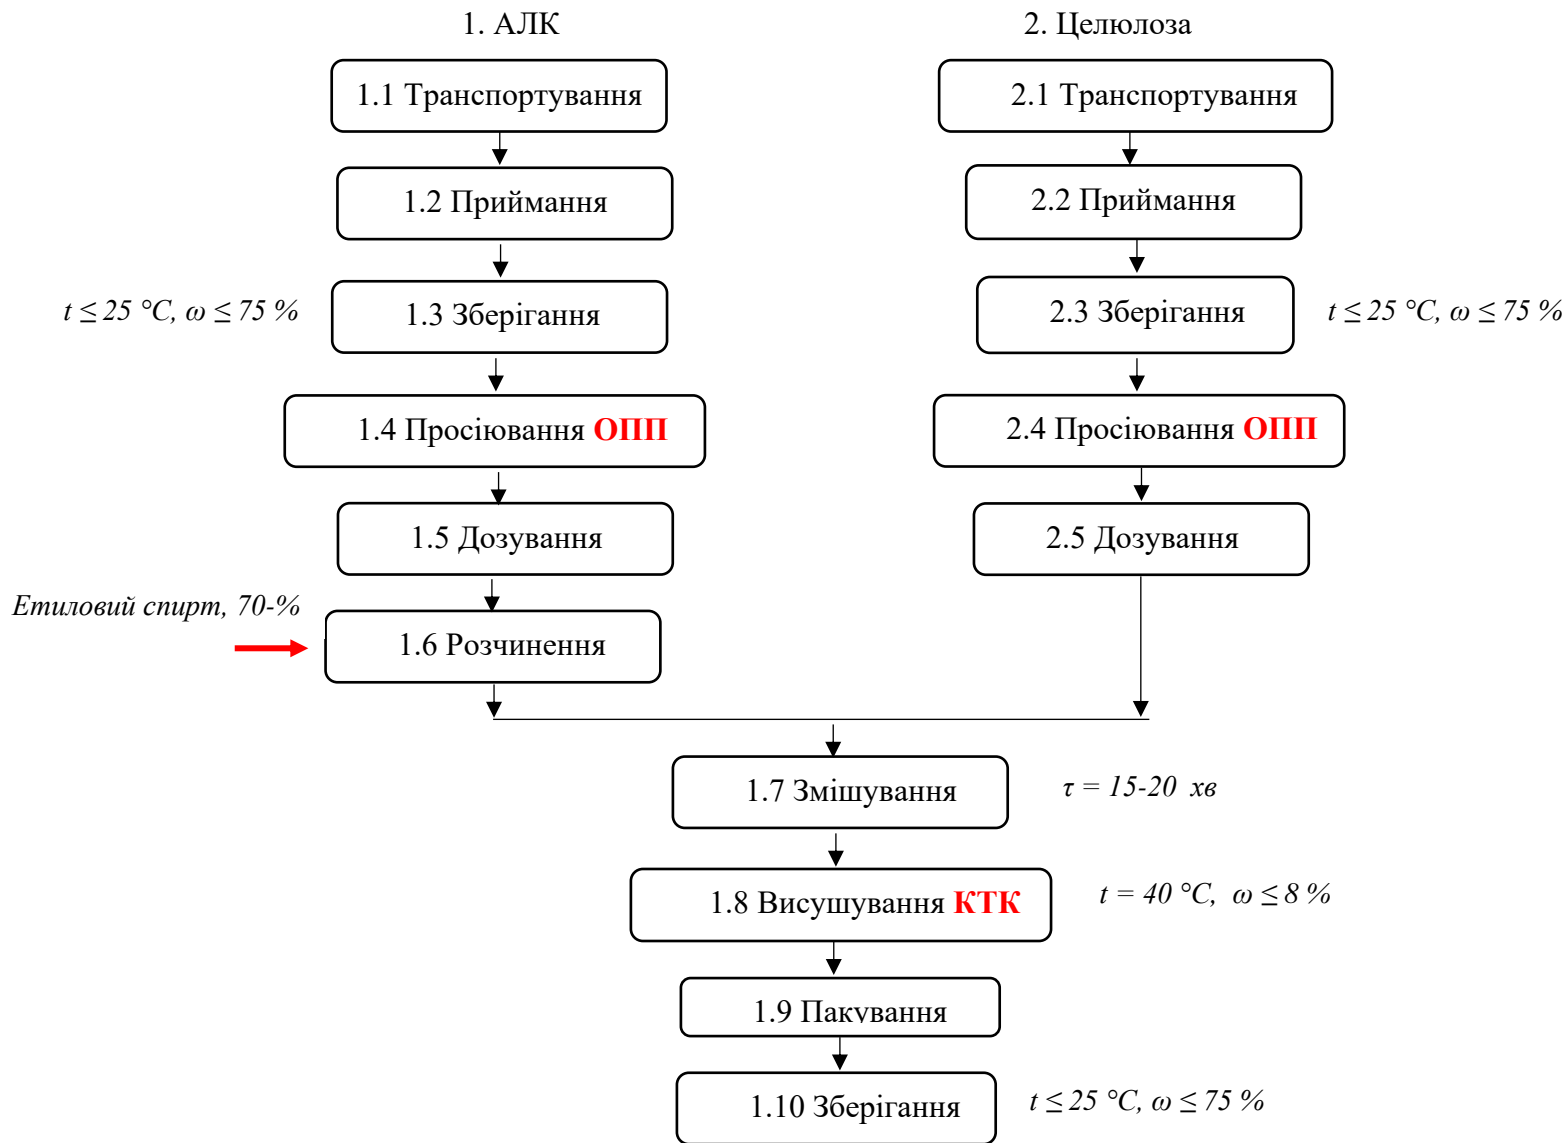 1. АЛК
2. Целюлоза
1.1 Транспортування
2.1 Транспортування
1.2 Приймання
2.2 Приймання
t ≤ 25 °C, ω ≤ 75 %
1.3 Зберігання
2.3 Зберігання
t ≤ 25 °C, ω ≤ 75 %
1.4 Просіювання ОПП
2.4 Просіювання ОПП
1.5 Дозування
2.5 Дозування
Етиловий спирт, 70-%
1.6 Розчинення
1.7 Змішування
τ = 15-20 хв
1.8 Висушування КТК
t = 40 °C, ω ≤ 8 %
1.9 Пакування
1.10 Зберігання
t ≤ 25 °C, ω ≤ 75 %